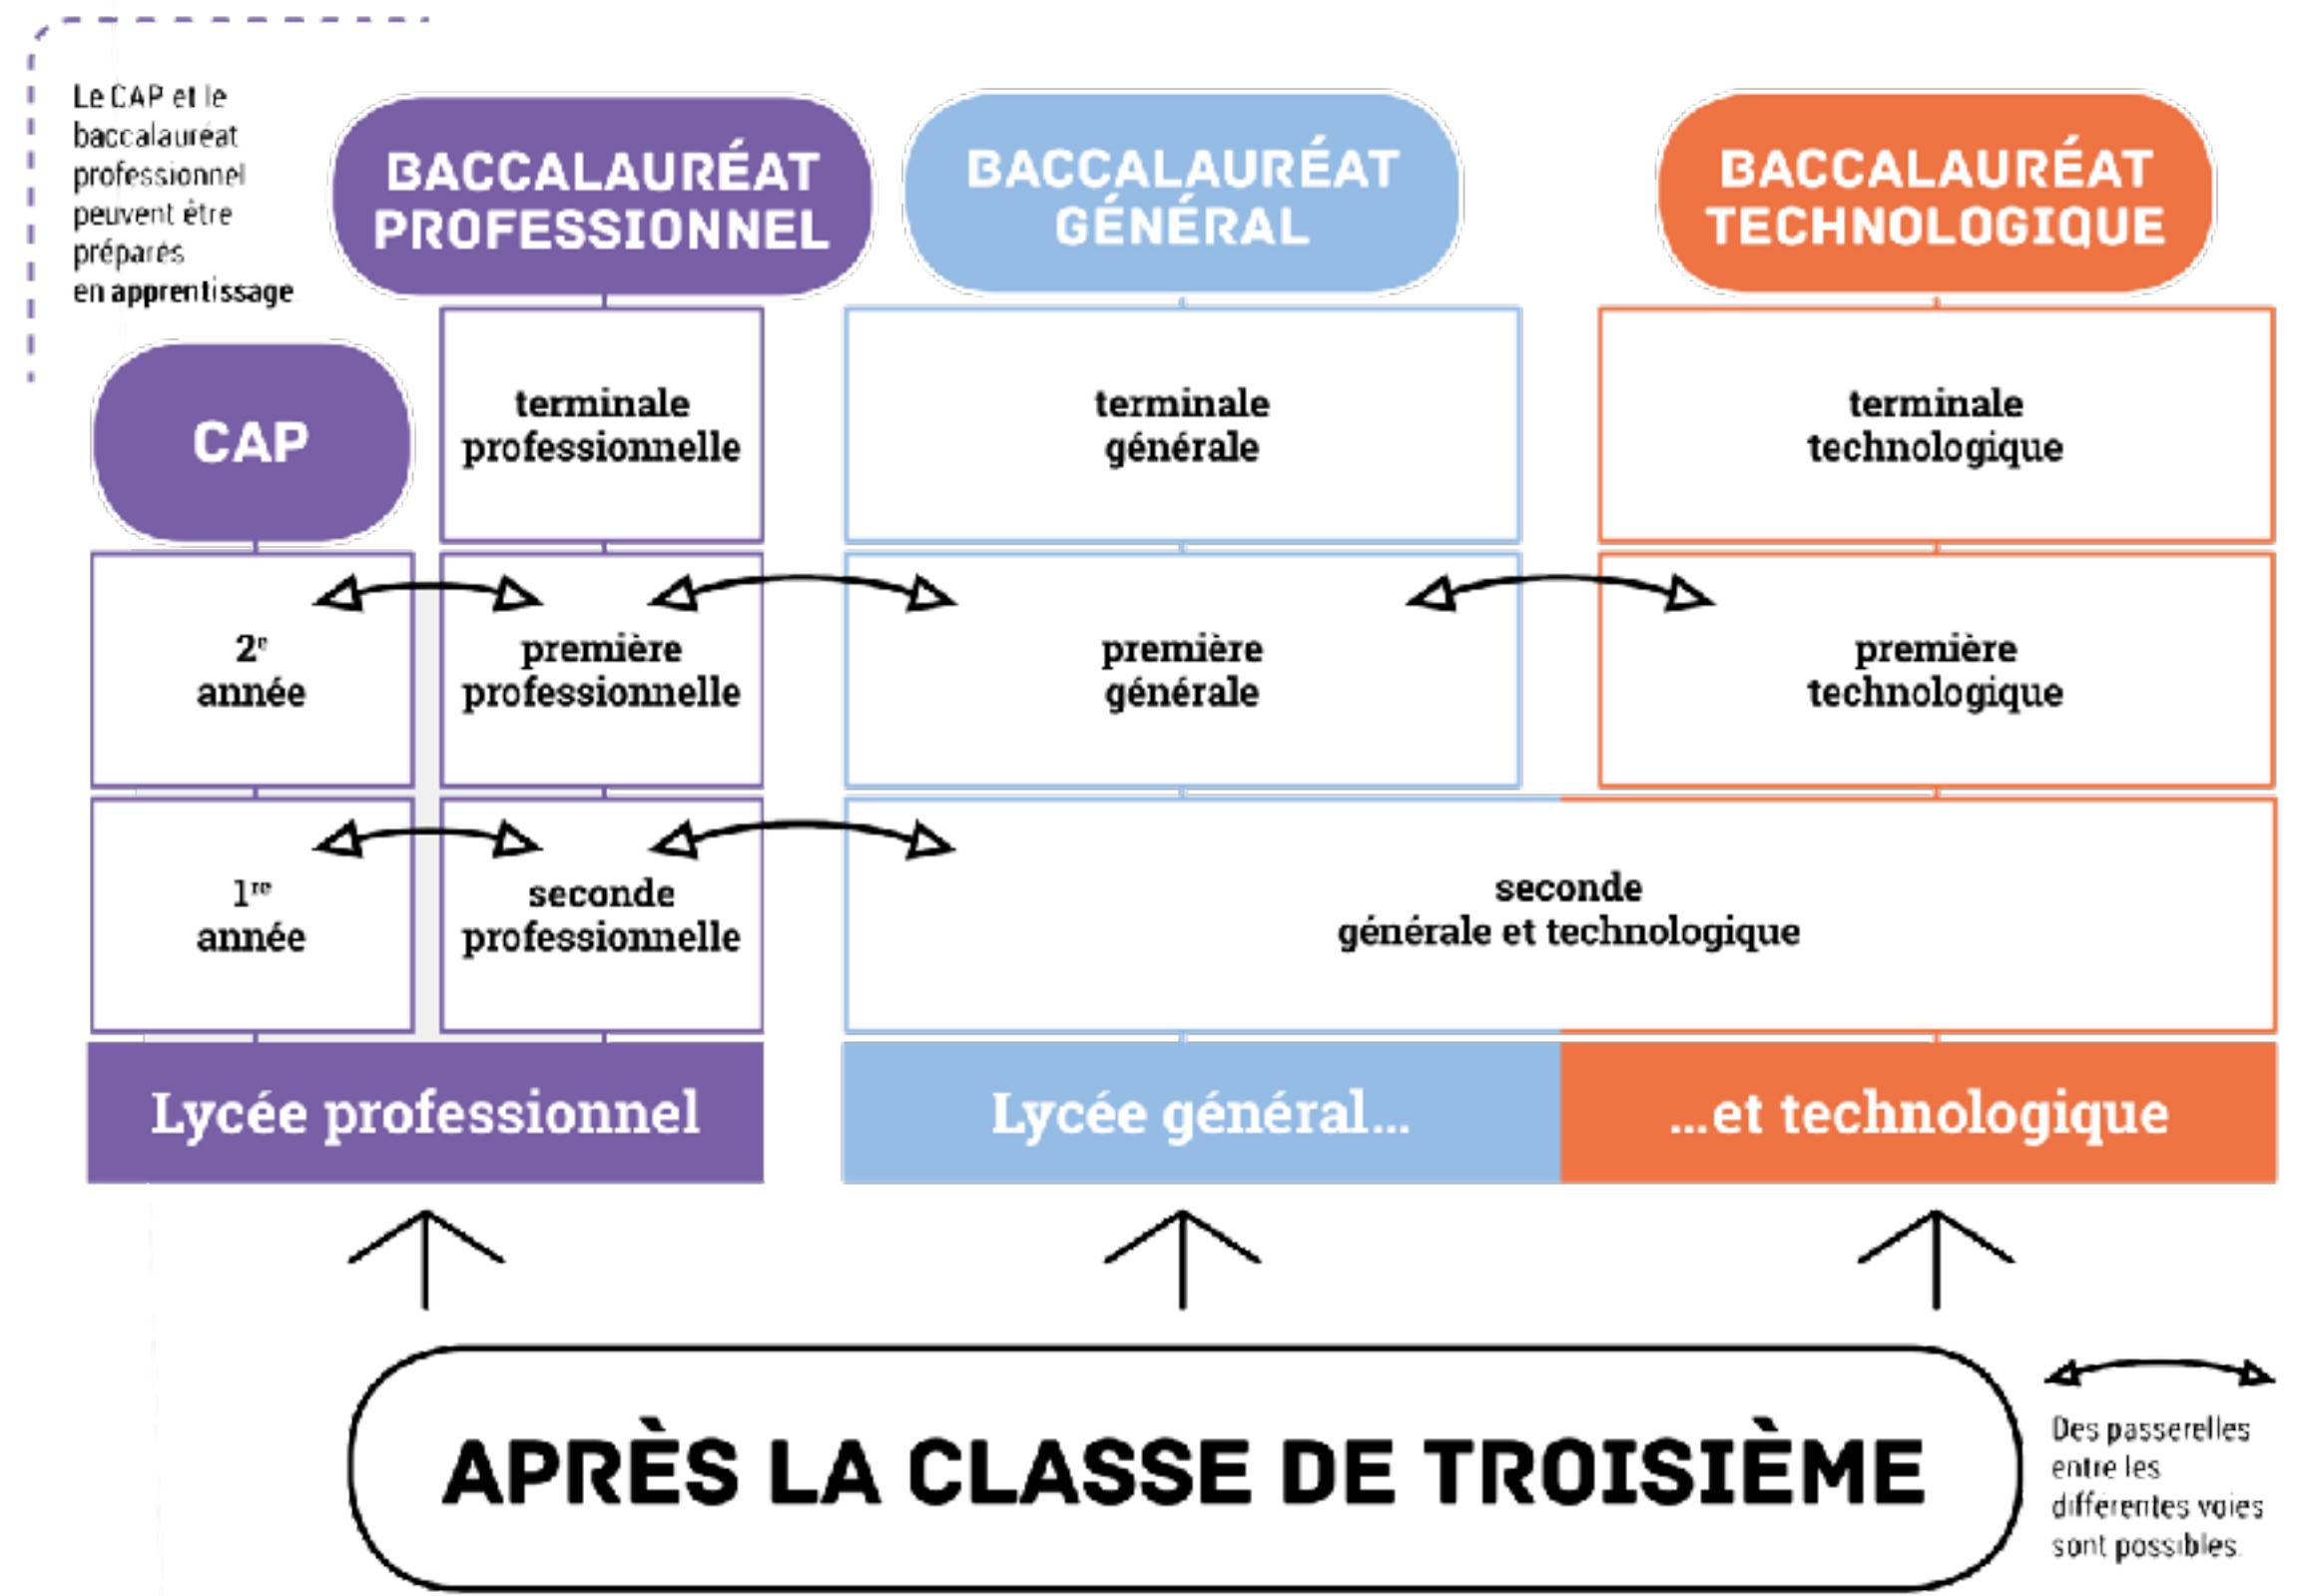 Le CAP et le
baccalauréat
professionnel
peuvent être
préparés
en apprentissage
BACCALAURÉAT
PROFESSIONNEL
BACCALAURÉAT
GÉNÉRAL
BACCALAURÉAT
TECHNOLOGIQUE
CAP
terminale
professionnelle
terminale
générale
terminale
technologique
2e
année
première
professionnelle
première
générale
première
technologique
1re
année
seconde
professionnelle
seconde
générale et technologique
Lycée professionnel
Lycée général...
...et technologique
APRÈS LA CLASSE DE TROISIÈME
Des passerelles
entre les
différentes voies
sont possibles.